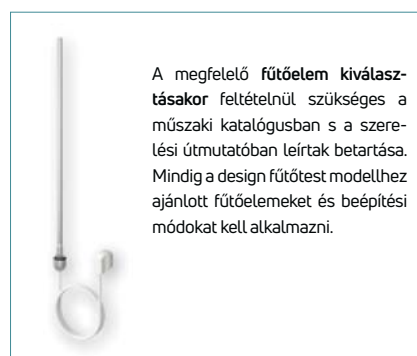 A megfelelő fűtőelem kiválasz-
tásakor feltételnül szükséges a
műszaki katalógusban s a szere-
lési útmutatóban leírtak betartása.
Mindig a design fűtőtest modellhez
ajánlott fűtőelemeket és beépítési
módokat kell alkalmazni.